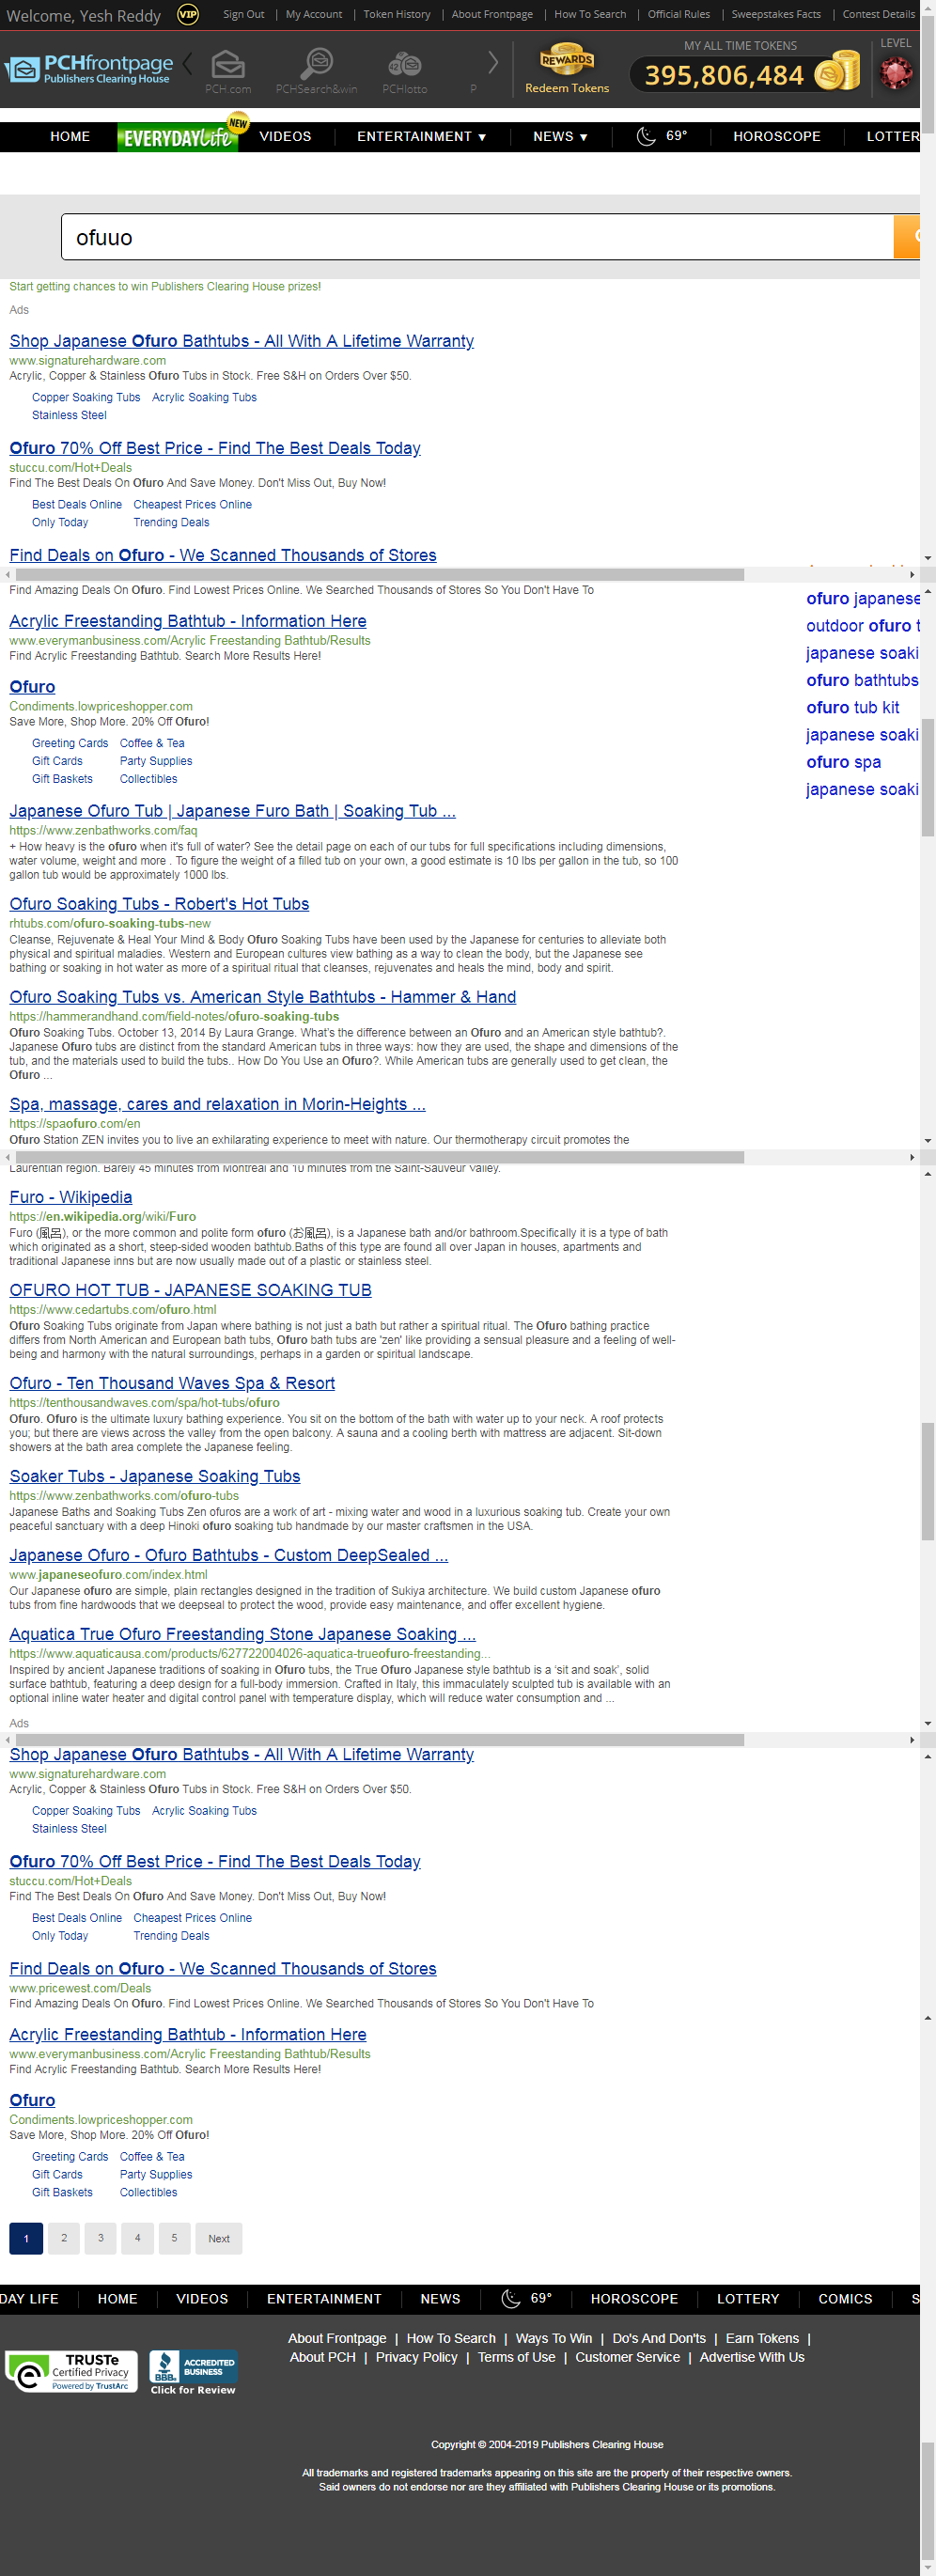 Welcome, Yesh Reddy VIP Sign Out | My Account | Token History | About Frontpage | How To Search | Official Rules | Sweepstakes Facts | Contest Details
PCHfrontpage
Publishers Clearing House
PCH.com PCHSearch&win PCHlotto P
REWARDS
Redeem Tokens
MY ALL TIME TOKENS
395,806,484
LEVEL
HOME EVERYDAY Life NEW VIDEOS ENTERTAINMENT ▼ NEWS ▼ 69° HOROSCOPE LOTTER
ofuuo
Start getting chances to win Publishers Clearing House prizes!
Ads
Shop Japanese Ofuro Bathtubs - All With A Lifetime Warranty
www.signaturehardware.com
Acrylic, Copper & Stainless Ofuro Tubs in Stock. Free S&H on Orders Over $50.
Copper Soaking Tubs Acrylic Soaking Tubs
Stainless Steel
Ofuro 70% Off Best Price - Find The Best Deals Today
stuccu.com/Hot+Deals
Find The Best Deals On Ofuro And Save Money. Don't Miss Out, Buy Now!
Best Deals Online Cheapest Prices Online
Only Today Trending Deals
Find Deals on Ofuro - We Scanned Thousands of Stores
Find Amazing Deals On Ofuro. Find Lowest Prices Online. We Searched Thousands of Stores So You Don't Have To
Acrylic Freestanding Bathtub - Information Here
www.everymanbusiness.com/Acrylic Freestanding Bathtub/Results
Find Acrylic Freestanding Bathtub. Search More Results Here!
Ofuro
Condiments.lowpriceshopper.com
Save More, Shop More. 20% Off Ofuro!
Greeting Cards Coffee & Tea
Gift Cards Party Supplies
Gift Baskets Collectibles
ofuro japanese
outdoor ofuro t
japanese soaki
ofuro bathtubs
ofuro tub kit
japanese soaki
ofuro spa
japanese soaki
Japanese Ofuro Tub | Japanese Furo Bath | Soaking Tub ...
https://www.zenbathworks.com/faq
+ How heavy is the ofuro when it's full of water? See the detail page on each of our tubs for full specifications including dimensions,
water volume, weight and more . To figure the weight of a filled tub on your own, a good estimate is 10 lbs per gallon in the tub, so 100
gallon tub would be approximately 1000 lbs.
Ofuro Soaking Tubs - Robert's Hot Tubs
rhtubs.com/ofuro-soaking-tubs-new
Cleanse, Rejuvenate & Heal Your Mind & Body Ofuro Soaking Tubs have been used by the Japanese for centuries to alleviate both
physical and spiritual maladies. Western and European cultures view bathing as a way to clean the body, but the Japanese see
bathing or soaking in hot water as more of a spiritual ritual that cleanses, rejuvenates and heals the mind, body and spirit.
Ofuro Soaking Tubs vs. American Style Bathtubs - Hammer & Hand
https://hammerandhand.com/field-notes/ofuro-soaking-tubs
Ofuro Soaking Tubs. October 13, 2014 By Laura Grange. What's the difference between an Ofuro and an American style bathtub?.
Japanese Ofuro tubs are distinct from the standard American tubs in three ways: how they are used, the shape and dimensions of the
tub, and the materials used to build the tubs.. How Do You Use an Ofuro?. While American tubs are generally used to get clean, the
Ofuro ...
Spa, massage, cares and relaxation in Morin-Heights ...
https://spaofuro.com/en
Ofuro Station ZEN invites you to live an exhilarating experience to meet with nature. Our thermotherapy circuit promotes the
Laurentian region. Barely 45 minutes from Montreal and 10 minutes from the Saint-Sauveur valley.
Furo - Wikipedia
https://en.wikipedia.org/wiki/Furo
Furo (風呂), or the more common and polite form ofuro (お風呂), is a Japanese bath and/or bathroom.Specifically it is a type of bath
which originated as a short, steep-sided wooden bathtub.Baths of this type are found all over Japan in houses, apartments and
traditional Japanese inns but are now usually made out of a plastic or stainless steel.
OFURO HOT TUB - JAPANESE SOAKING TUB
https://www.cedartubs.com/ofuro.html
Ofuro Soaking Tubs originate from Japan where bathing is not just a bath but rather a spiritual ritual. The Ofuro bathing practice
differs from North American and European bath tubs, Ofuro bath tubs are 'zen' like providing a sensual pleasure and a feeling of well-
being and harmony with the natural surroundings, perhaps in a garden or spiritual landscape.
Ofuro - Ten Thousand Waves Spa & Resort
https://tenthousandwaves.com/spa/hot-tubs/ofuro
Ofuro. Ofuro is the ultimate luxury bathing experience. You sit on the bottom of the bath with water up to your neck. A roof protects
you; but there are views across the valley from the open balcony. A sauna and a cooling berth with mattress are adjacent. Sit-down
showers at the bath area complete the Japanese feeling.
Soaker Tubs - Japanese Soaking Tubs
https://www.zenbathworks.com/ofuro-tubs
Japanese Baths and Soaking Tubs Zen ofuros are a work of art - mixing water and wood in a luxurious soaking tub. Create your own
peaceful sanctuary with a deep Hinoki ofuro soaking tub handmade by our master craftsmen in the USA.
Japanese Ofuro - Ofuro Bathtubs - Custom DeepSealed ...
www.japaneseofuro.com/index.html
Our Japanese ofuro are simple, plain rectangles designed in the tradition of Sukiya architecture. We build custom Japanese ofuro
tubs from fine hardwoods that we deepseal to protect the wood, provide easy maintenance, and offer excellent hygiene.
Aquatica True Ofuro Freestanding Stone Japanese Soaking ...
https://www.aquaticausa.com/products/627722004026-aquatica-trueofuro-freestanding...
Inspired by ancient Japanese traditions of soaking in Ofuro tubs, the True Ofuro Japanese style bathtub is a 'sit and soak', solid
surface bathtub, featuring a deep design for a full-body immersion. Crafted in Italy, this immaculately sculpted tub is available with an
optional inline water heater and digital control panel with temperature display, which will reduce water consumption and ...
Ads
Shop Japanese Ofuro Bathtubs - All With A Lifetime Warranty
www.signaturehardware.com
Acrylic, Copper & Stainless Ofuro Tubs in Stock. Free S&H on Orders Over $50.
Copper Soaking Tubs Acrylic Soaking Tubs
Stainless Steel
Ofuro 70% Off Best Price - Find The Best Deals Today
stuccu.com/Hot+Deals
Find The Best Deals On Ofuro And Save Money. Don't Miss Out, Buy Now!
Best Deals Online Cheapest Prices Online
Only Today Trending Deals
Find Deals on Ofuro - We Scanned Thousands of Stores
www.pricewest.com/Deals
Find Amazing Deals On Ofuro. Find Lowest Prices Online. We Searched Thousands of Stores So You Don't Have To
Acrylic Freestanding Bathtub - Information Here
www.everymanbusiness.com/Acrylic Freestanding Bathtub/Results
Find Acrylic Freestanding Bathtub. Search More Results Here!
Ofuro
Condiments.lowpriceshopper.com
Save More, Shop More. 20% Off Ofuro!
Greeting Cards Coffee & Tea
Gift Cards Party Supplies
Gift Baskets Collectibles
1 2 3 4 5 Next
DAY LIFE HOME VIDEOS ENTERTAINMENT NEWS 69° HOROSCOPE LOTTERY COMICS S
About Frontpage | How To Search | Ways To Win | Do's And Don'ts | Earn Tokens |
About PCH | Privacy Policy | Terms of Use | Customer Service | Advertise With Us
TRUSTe
Certified Privacy
Powered by TrustArc
BBB
ACCREDITED
BUSINESS
Click for Review
Copyright © 2004-2019 Publishers Clearing House
All trademarks and registered trademarks appearing on this site are the property of their respective owners.
Said owners do not endorse nor are they affiliated with Publishers Clearing House or its promotions.